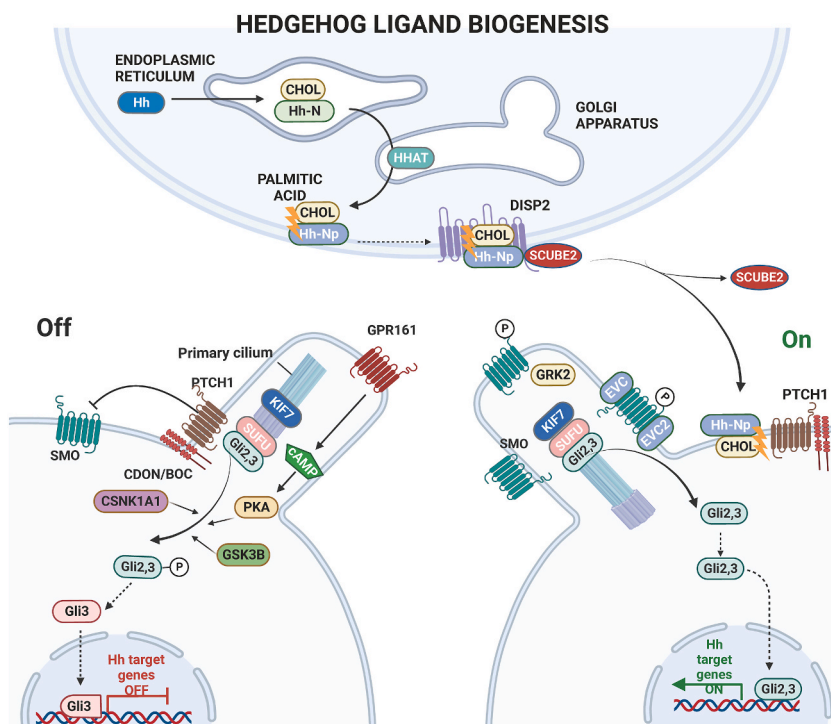 HEDGEHOG LIGAND BIOGENESIS
ENDOPLASMIC
RETICULUM
Hh
CHOL
Hh-N
GOLGI
APPARATUS
HHAT
PALMITIC
ACID
CHOL
Hh-Np
DISP2
CHOL
Hh-Np
SCUBE2
SCUBE2
Off
Primary cilium
GPR161
PTCH1
SMO
KIF7
SUFU
Gli2,3
cAMP
CDON/BOC
CSNK1A1
PKA
GSK3B
Gli2,3
P
Gli3
Hh target
genes
OFF
Gli3
On
P
GRK2
EVC
P
EVC2
KIF7
SUFU
Gli2,3
SMO
PTCH1
Hh-Np
CHOL
Gli2,3
Gli2,3
Hh
target
genes
ON
Gli2,3